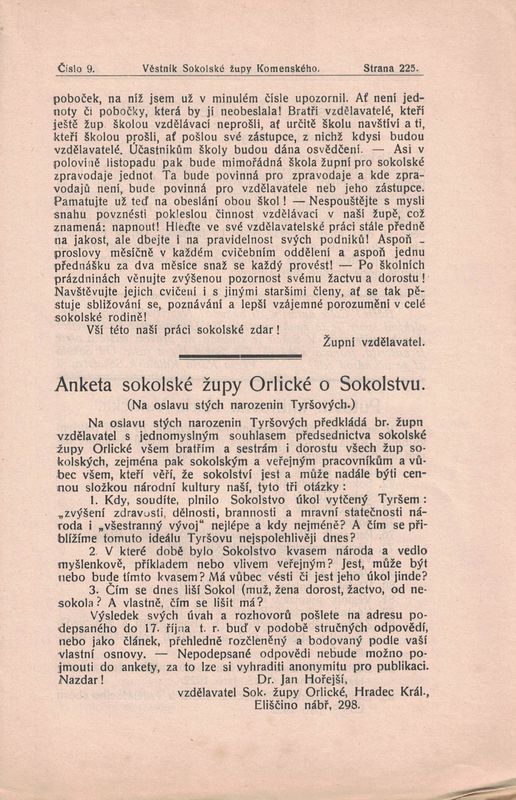 Číslo 9. Věstník Sokolské župy Komenského. Strana 225.
poboček, na níž jsem už v minulém čísle upozornil. Ať není jed-
noty či pobočky, která by jí neobeslala! Bratři vzdělavatelé, kteří
ještě žup školou vzdělávací neprošli, ať určitě školu navštíví a ti,
kteří školou prošli, ať pošlou své zástupce, z nichž kdysi budou
vzdělavatelé. Účastníkům školy budou dána osvědčení. — Asi v
polovině listopadu pak bude mimořádná škola župní pro sokolské
zpravodaje jednot Ta bude povinná pro zpravodaje a kde zpra-
vodajů není, bude povinná pro vzdělavatele neb jeho zástupce.
Pamatujte už teď na obeslání obou škol! — Nespouštějte s mysli
snahu povznésti pokleslou činnost vzdělávací v naší župě, což
znamená: napnout! Hleďte ve své vzdělavatelské práci stále předně
na jakost, ale dbejte i na pravidelnost svých podniků! Aspoň
proslovy měsíčně v každém cvičebním oddělení a aspoň jednu
přednášku za dva měsíce snaž se každý provést! — Po školních
prázdninách věnujte zvýšenou pozornost svému žactvu a dorostu!
Navštěvujte jejich cvičení i s jinými staršími členy, ať se tak pě-
stuje sbližování se, poznávání a lepší vzájemné porozumění v celé
sokolské rodině!
Vší této naší práci sokolské zdar!
Župní vzdělavatel.
Anketa sokolské župy Orlické o Sokolstvu.
(Na oslavu stých narozenin Tyršových.)
Na oslavu stých narozenin Tyršových předkládá br. župn
vzdělavatel s jednomyslným souhlasem předsednictva sokolské
župy Orlické všem bratřím a sestrám i dorostu všech žup so-
kolských, zejména pak sokolským a veřejným pracovníkům a vů-
bec všem, kteří věří, že sokolství jest a může nadále býti cen-
nou složkou národní kultury naší, tyto tři otázky :
1. Kdy, soudíte, plnilo Sokolstvo úkol vytčený Tyršem :
„zvýšení zdravosti, dělnosti, brannosti a mravní statečnosti ná-
roda i „všestranný vývoj" nejlépe a kdy nejméně? A čím se při-
blížíme tomuto ideálu Tyršovu nejspolehlivěji dnes?
2. V které době bylo Sokolstvo kvasem národa a vedlo
myšlenkově, příkladem nebo vlivem veřejným? Jest, může být
nebo bude tímto kvasem? Má vůbec vésti či jest jeho úkol jinde?
3. Čím se dnes liší Sokol (muž, žena dorost, žactvo, od ne-
sokola? A vlastně, čím se lišit má?
Výsledek svých úvah a rozhovorů pošlete na adresu po-
depsaného do 17. října t. r. buď v podobě stručných odpovědí,
nebo jako článek, přehledně rozčleněný a bodovaný podle vaší
vlastní osnovy. — Nepodepsané odpovědi nebude možno po-
jmouti do ankety, za to lze si vyhraditi anonymitu pro publikaci.
Nazdar! Dr. Jan Hořejší,
vzdělavatel Sok. župy Orlické, Hradec Král.,
Eliščino nábř, 298.